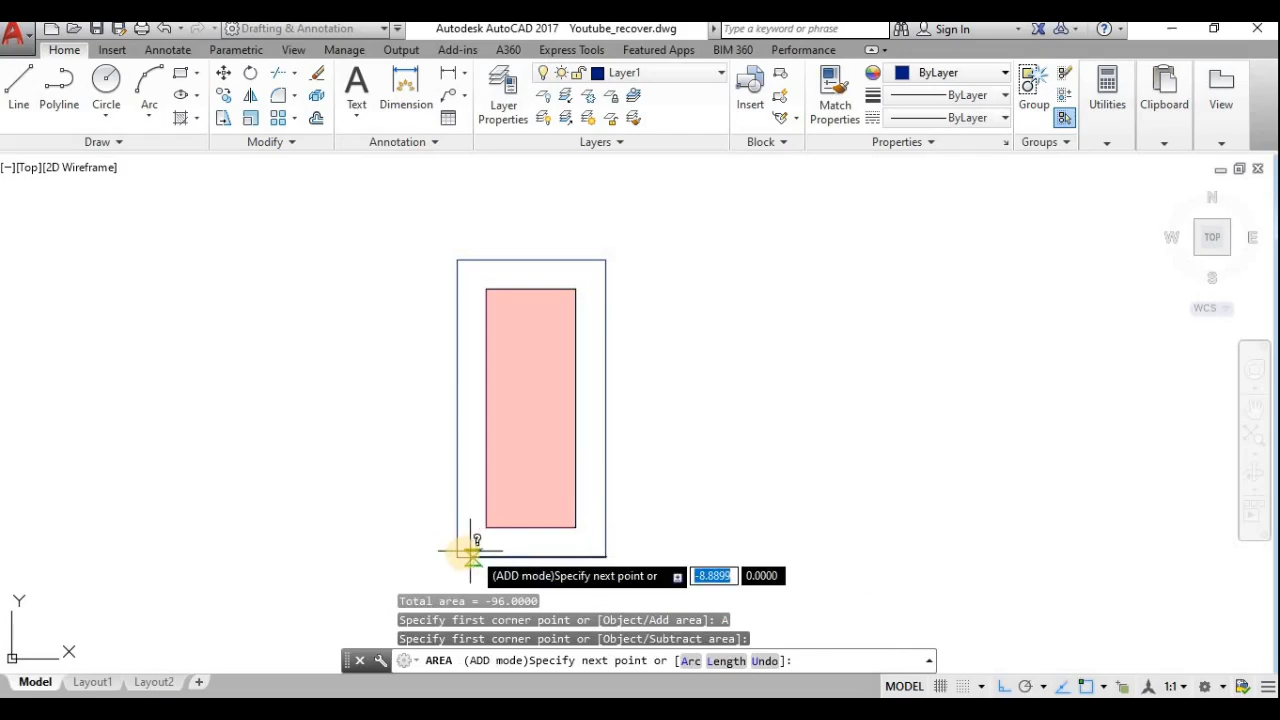 Drafting & Annotation Autodesk AutoCAD 2017 Youtube_recover.dwg Type a keyword or phrase Sign In
Home Insert Annotate Parametric View Manage Output Add-ins A360 Express Tools Featured Apps BIM 360 Performance
Layer1 ByLayer
ByLayer
ByLayer
Line Polyline Circle Arc Text Dimension Layer Properties Insert Match Properties Group Utilities Clipboard View
Draw Modify Annotation Layers Block Properties Groups
[−][Top][2D Wireframe]
N
W TOP E
S
WCS
(ADD mode)Specify next point or -8.8899 0.0000
Total area = -96.0000
Specify first corner point or [Object/Add area]: A
Specify first corner point or [Object/Subtract area]:
AREA (ADD mode)Specify next point or [Arc Length Undo]:
Y
X
Model Layout1 Layout2 + MODEL 1:1